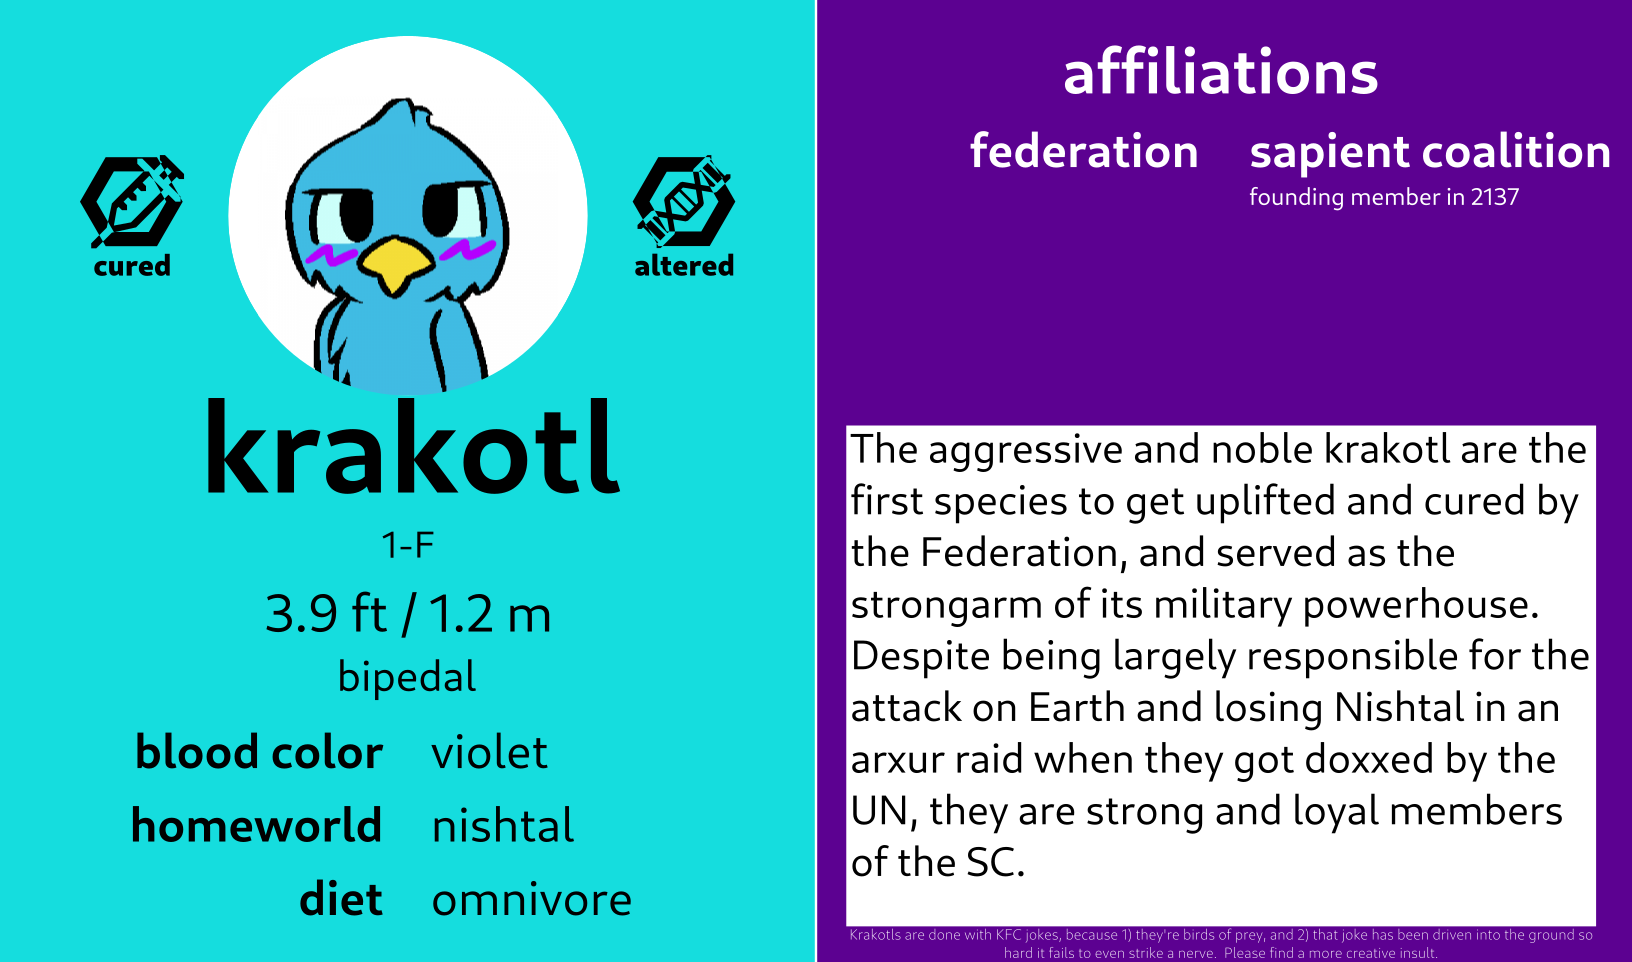 cured
altered
krakotl
1-F
3.9 ft / 1.2 m
bipedal
blood color violet
homeworld nishtal
diet omnivore
affiliations
federation
sapient coalition
founding member in 2137
The aggressive and noble krakotl are the
first species to get uplifted and cured by
the Federation, and served as the
strongarm of its military powerhouse.
Despite being largely responsible for the
attack on Earth and losing Nishtal in an
arxur raid when they got doxxed by the
UN, they are strong and loyal members
of the SC.
Krakotls are done with KFC jokes, because 1) they're birds of prey, and 2) that joke has been driven into the ground so
hard it fails to even strike a nerve. Please find a more creative insult.